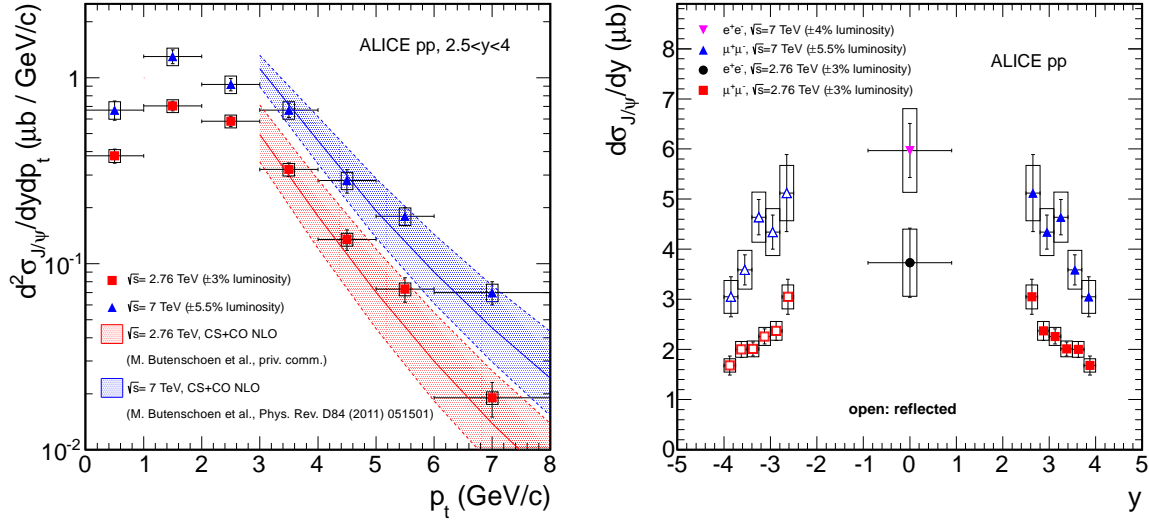 ALICE pp, 2.5<y<4
d²σ_J/ψ/dydp_t (μb / GeV/c)
1
10⁻¹
10⁻²
√s= 2.76 TeV (±3% luminosity)
√s= 7 TeV (±5.5% luminosity)
√s= 2.76 TeV, CS+CO NLO
(M. Butenschoen et al., priv. comm.)
√s= 7 TeV, CS+CO NLO
(M. Butenschoen et al., Phys. Rev. D84 (2011) 051501)
0 1 2 3 4 5 6 7 8
p_t (GeV/c)
dσ_J/ψ/dy (μb)
e⁺e⁻, √s=7 TeV (±4% luminosity)
μ⁺μ⁻, √s=7 TeV (±5.5% luminosity)
e⁺e⁻, √s=2.76 TeV (±3% luminosity)
μ⁺μ⁻, √s=2.76 TeV (±3% luminosity)
ALICE pp
8
7
6
5
4
3
2
1
0
open: reflected
-5 -4 -3 -2 -1 0 1 2 3 4 5
y